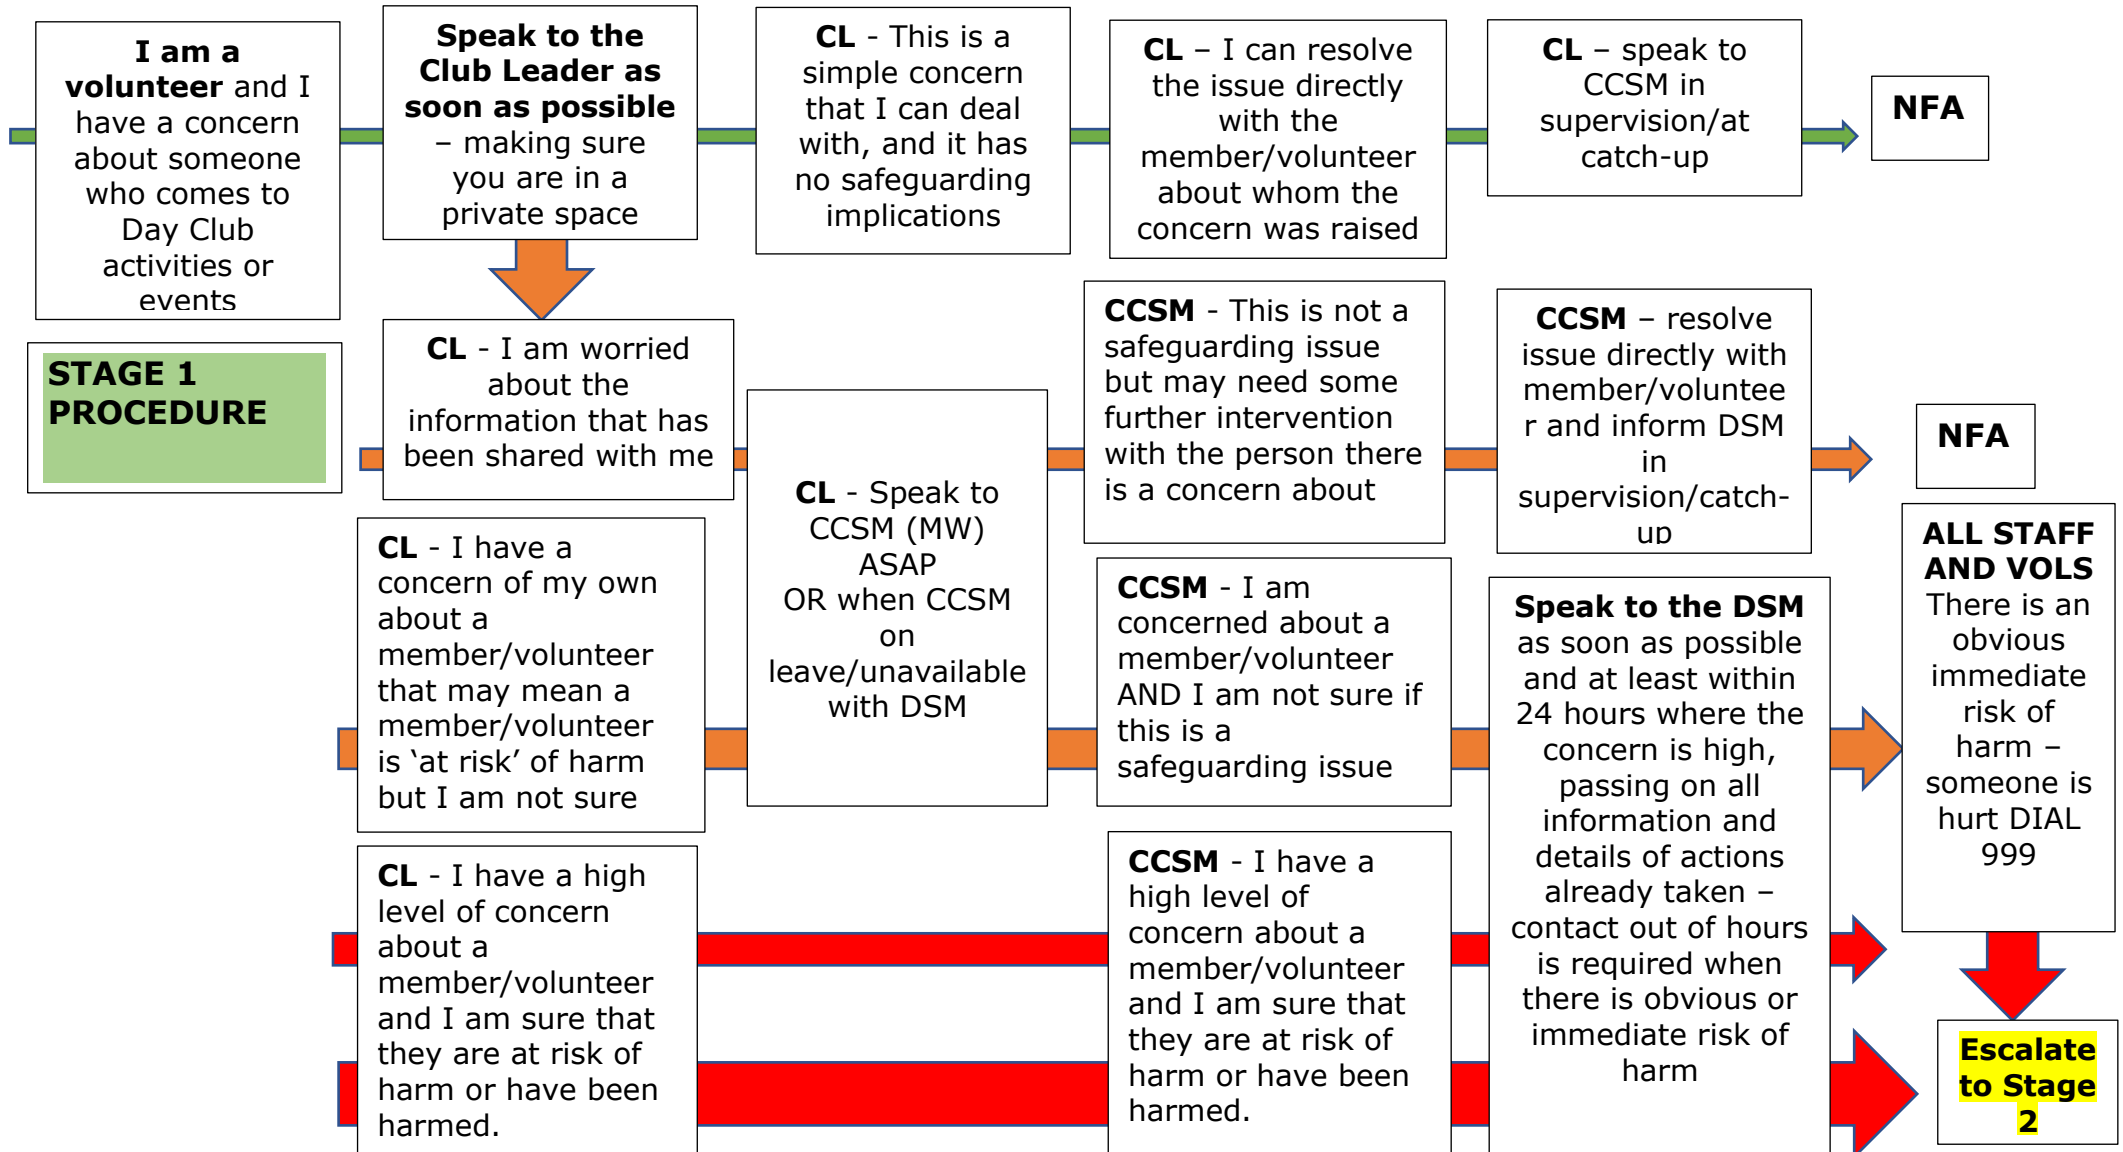 I am a
volunteer and I
have a concern
about someone
who comes to
Day Club
activities or
events
Speak to the
Club Leader as
soon as possible
– making sure
you are in a
private space
CL - This is a
simple concern
that I can deal
with, and it has
no safeguarding
implications
CL – I can resolve
the issue directly
with the
member/volunteer
about whom the
concern was raised
CL – speak to
CCSM in
supervision/at
catch-up
NFA
STAGE 1
PROCEDURE
CL - I am worried
about the
information that has
been shared with me
CL - Speak to
CCSM (MW)
ASAP
OR when CCSM
on
leave/unavailable
with DSM
CCSM - This is not a
safeguarding issue
but may need some
further intervention
with the person there
is a concern about
CCSM – resolve
issue directly with
member/voluntee
r and inform DSM
in
supervision/catch-
up
NFA
CL - I have a
concern of my own
about a
member/volunteer
that may mean a
member/volunteer
is ‘at risk’ of harm
but I am not sure
CCSM - I am
concerned about a
member/volunteer
AND I am not sure if
this is a
safeguarding issue
Speak to the DSM
as soon as possible
and at least within
24 hours where the
concern is high,
passing on all
information and
details of actions
already taken –
contact out of hours
is required when
there is obvious or
immediate risk of
harm
ALL STAFF
AND VOLS
There is an
obvious
immediate
risk of
harm –
someone is
hurt DIAL
999
CL - I have a high
level of concern
about a
member/volunteer
and I am sure that
they are at risk of
harm or have been
harmed.
CCSM - I have a
high level of
concern about a
member/volunteer
and I am sure that
they are at risk of
harm or have been
harmed.
Escalate
to Stage
2